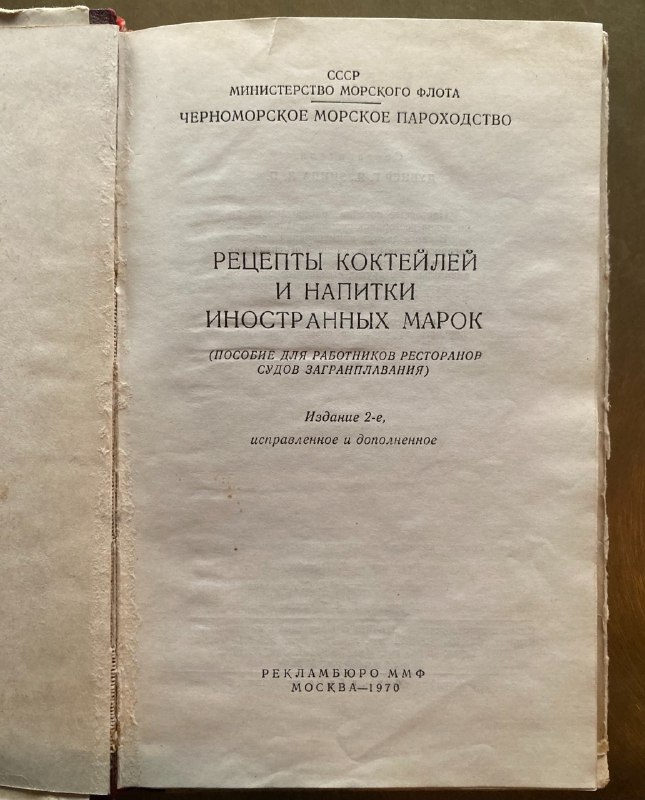 СССР
МИНИСТЕРСТВО МОРСКОГО ФЛОТА
ЧЕРНОМОРСКОЕ МОРСКОЕ ПАРОХОДСТВО
РЕЦЕПТЫ КОКТЕЙЛЕЙ
И НАПИТКИ
ИНОСТРАННЫХ МАРОК
(ПОСОБИЕ ДЛЯ РАБОТНИКОВ РЕСТОРАНОВ
СУДОВ ЗАГРАНПЛАВАНИЯ)
Издание 2-е,
исправленное и дополненное
РЕКЛАМБЮРО ММФ
МОСКВА—1970